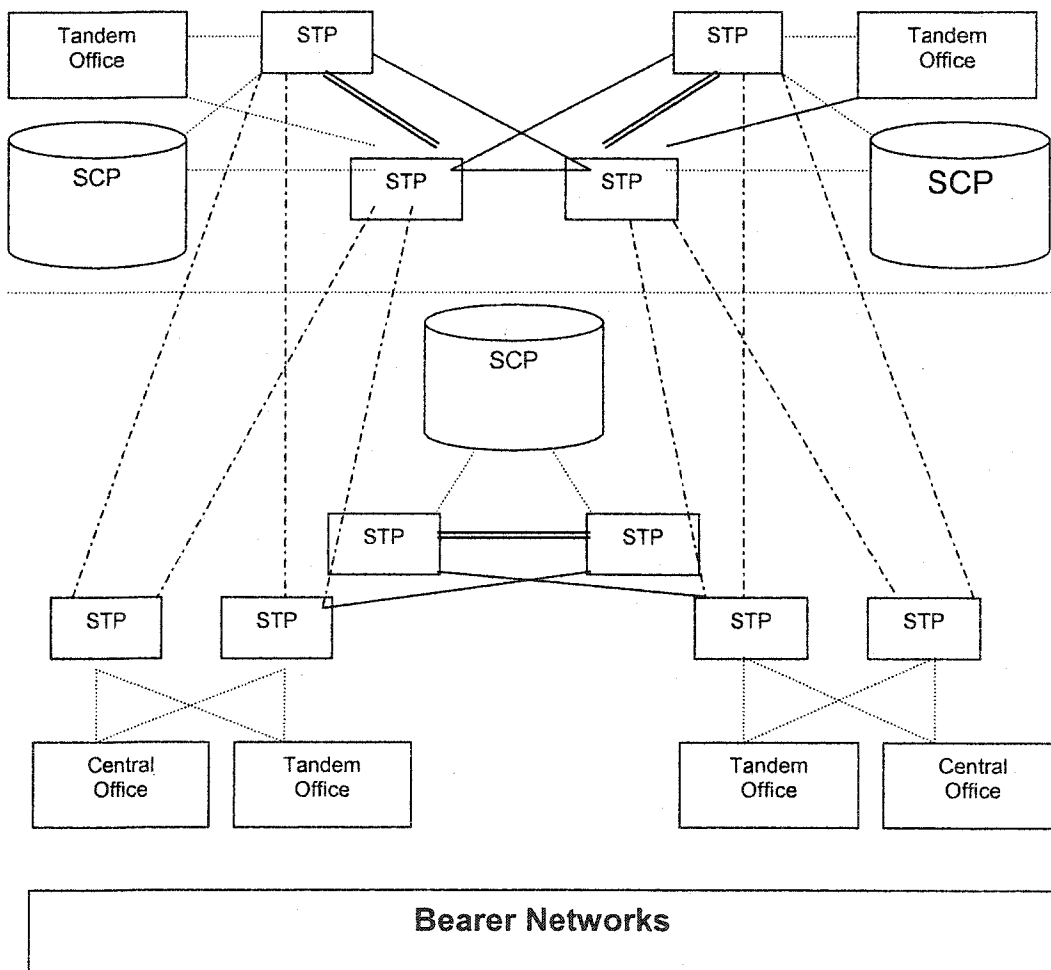 Tandem
Office
STP
STP
Tandem
Office
SCP
STP
STP
SCP
SCP
STP
STP
STP
STP
STP
STP
Central
Office
Tandem
Office
Tandem
Office
Central
Office
Bearer Networks